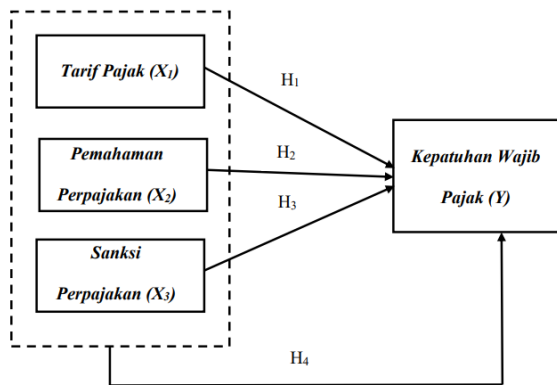 Tarif Pajak (X1)
H1
Pemahaman
Perpajakan (X2)
H2
Kepatuhan Wajib
Pajak (Y)
H3
Sanksi
Perpajakan (X3)
H4